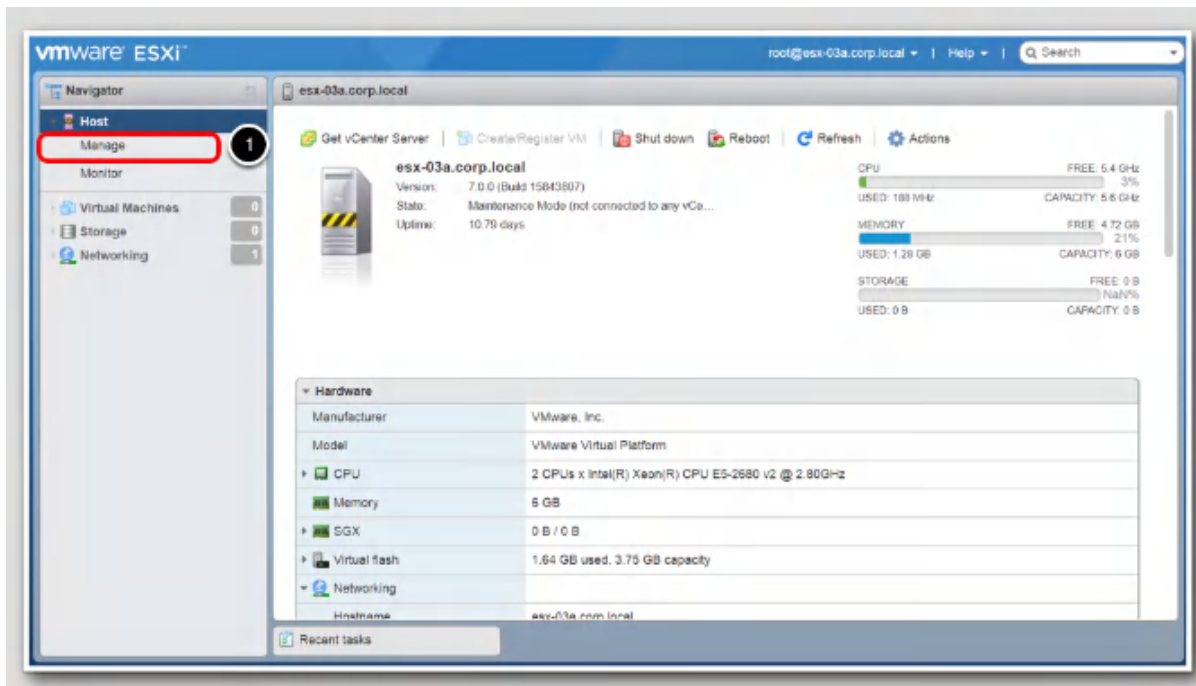 vmware ESXi™
root@esx-03a.corp.local | Help | Search
Navigator
Host
Manage
1
Monitor
Virtual Machines 0
Storage 0
Networking 1
esx-03a.corp.local
Get vCenter Server | Create/Register VM | Shut down Reboot | Refresh | Actions
esx-03a.corp.local
Version: 7.0.0 (Build 15843807)
State: Maintenance Mode (not connected to any vCe...
Uptime: 10.79 days
CPU FREE: 5.4 GHz
3%
USED: 188 MHz CAPACITY: 5.6 GHz
MEMORY FREE: 4.72 GB
21%
USED: 1.28 GB CAPACITY: 6 GB
STORAGE FREE: 0 B
NaN%
USED: 0 B CAPACITY: 0 B
Hardware
Manufacturer VMware, Inc.
Model VMware Virtual Platform
CPU 2 CPUs x Intel(R) Xeon(R) CPU E5-2680 v2 @ 2.80GHz
Memory 6 GB
SGX 0 B / 0 B
Virtual flash 1.64 GB used, 3.75 GB capacity
Networking
Hostname esx-03a.corp.local
Recent tasks